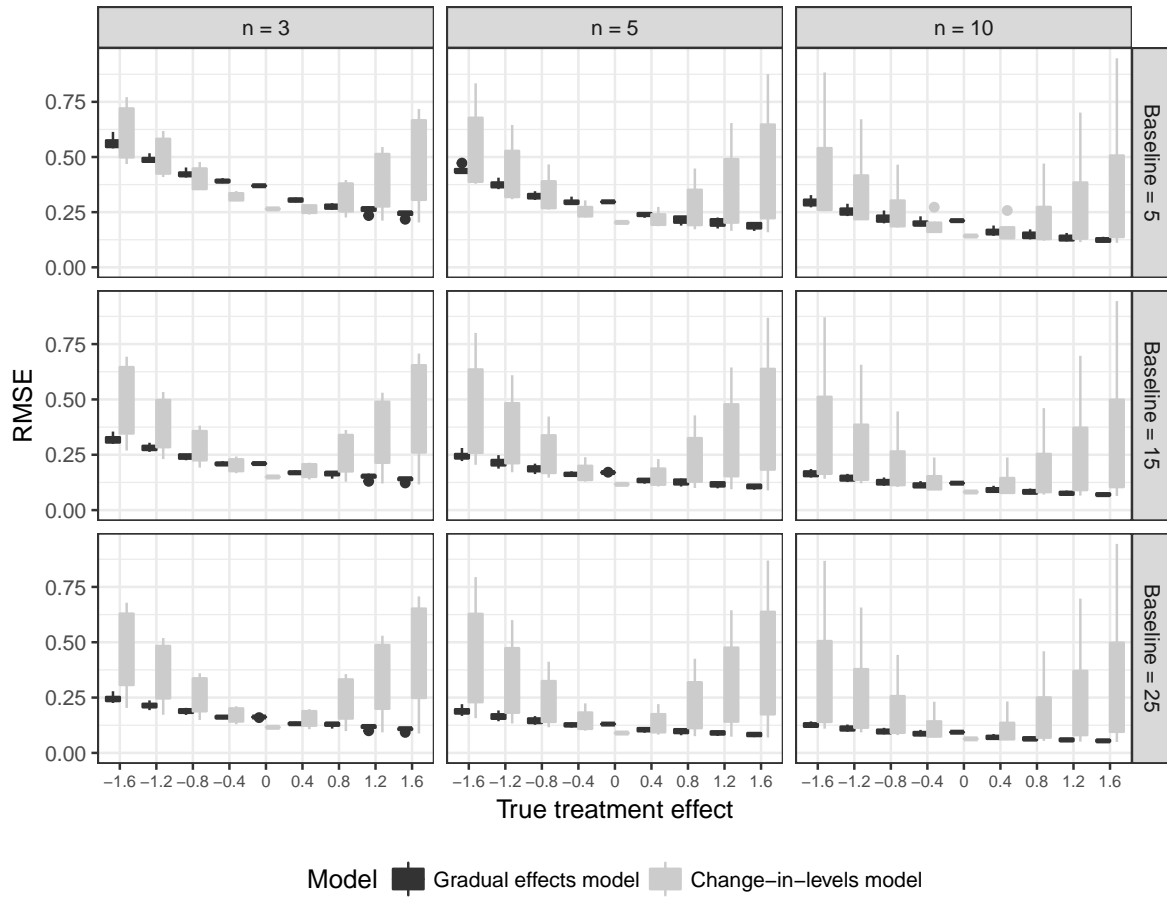 n = 3 n = 5 n = 10
RMSE
0.75
0.50
0.25
0.00
Baseline = 5
0.75
0.50
0.25
0.00
Baseline = 15
0.75
0.50
0.25
0.00
Baseline = 25
−1.6 −1.2 −0.8 −0.4 0 0.4 0.8 1.2 1.6 −1.6 −1.2 −0.8 −0.4 0 0.4 0.8 1.2 1.6 −1.6 −1.2 −0.8 −0.4 0 0.4 0.8 1.2 1.6
True treatment effect
Model Gradual effects model Change−in−levels model